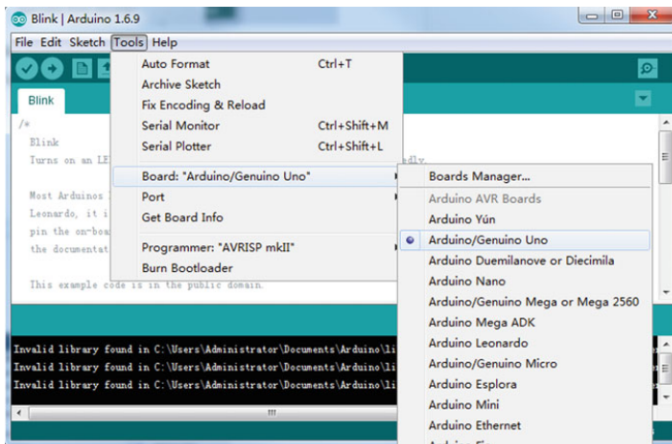 Blink | Arduino 1.6.9
File Edit Sketch Tools Help
Blink
/*
Blink
Turns on an LE
dly.
Most Arduinos
Leonardo, it i
pin the on-boa
the documentat
This example code is in the public domain.
Auto Format Ctrl+T
Archive Sketch
Fix Encoding & Reload
Serial Monitor Ctrl+Shift+M
Serial Plotter Ctrl+Shift+L
Board: "Arduino/Genuino Uno"
Port
Get Board Info
Programmer: "AVRISP mkII"
Burn Bootloader
Boards Manager...
Arduino AVR Boards
Arduino Yún
Arduino/Genuino Uno
Arduino Duemilanove or Diecimila
Arduino Nano
Arduino/Genuino Mega or Mega 2560
Arduino Mega ADK
Arduino Leonardo
Arduino/Genuino Micro
Arduino Esplora
Arduino Mini
Arduino Ethernet
Invalid library found in C:\Users\Administrator\Documents\Arduino\li
Invalid library found in C:\Users\Administrator\Documents\Arduino\li
Invalid library found in C:\Users\Administrator\Documents\Arduino\li